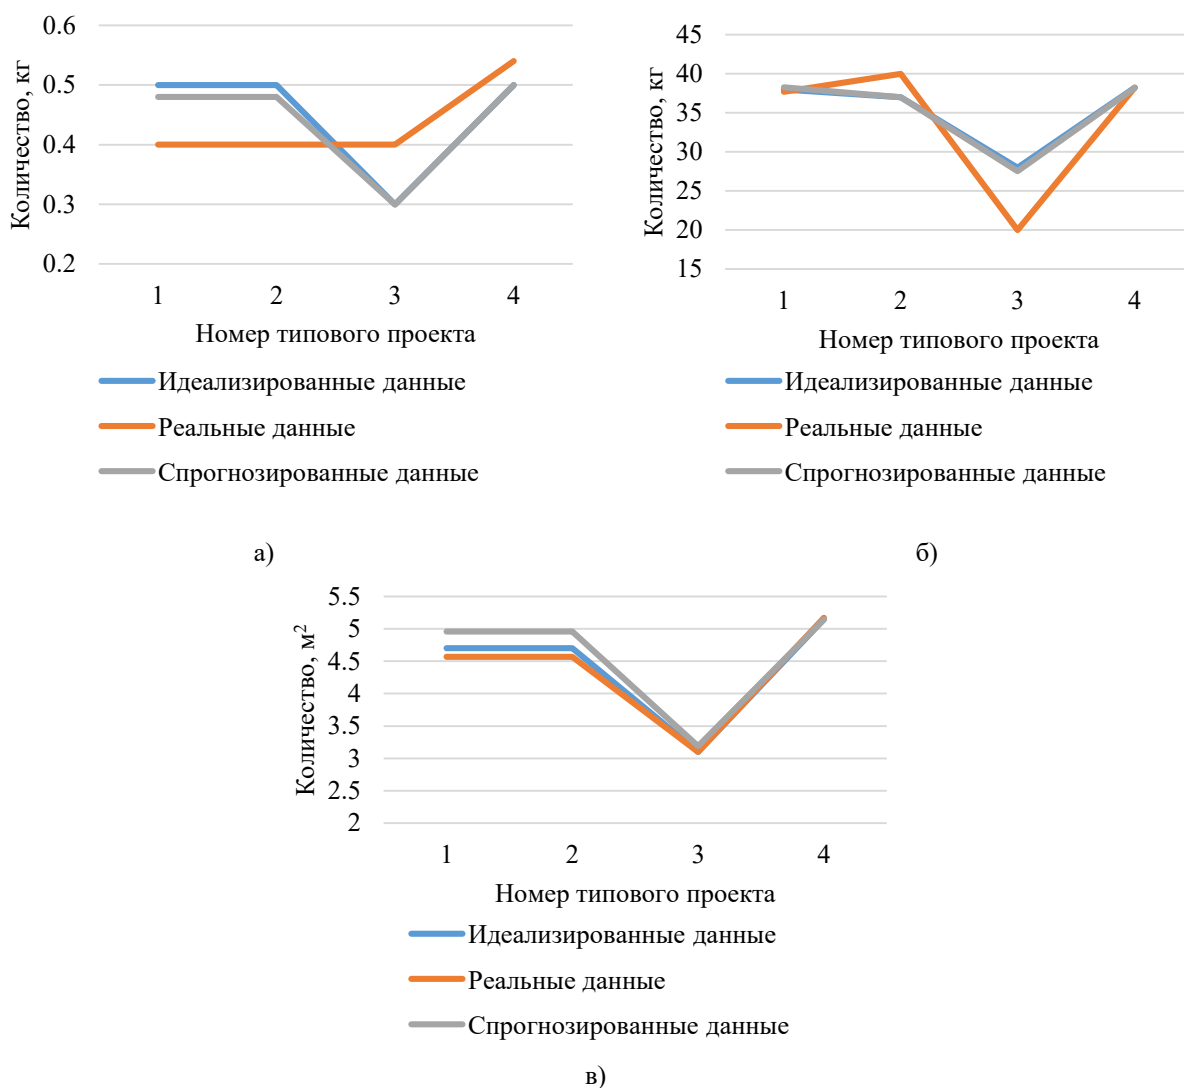 Количество, кг
0.6
0.5
0.4
0.3
0.2
1 2 3 4
Номер типового проекта
Идеализированные данные
Реальные данные
Спрогнозированные данные
а)
Количество, кг
45
40
35
30
25
20
15
1 2 3 4
Номер типового проекта
Идеализированные данные
Реальные данные
Спрогнозированные данные
б)
Количество, м²
5.5
5
4.5
4
3.5
3
2.5
2
1 2 3 4
Номер типового проекта
Идеализированные данные
Реальные данные
Спрогнозированные данные
в)